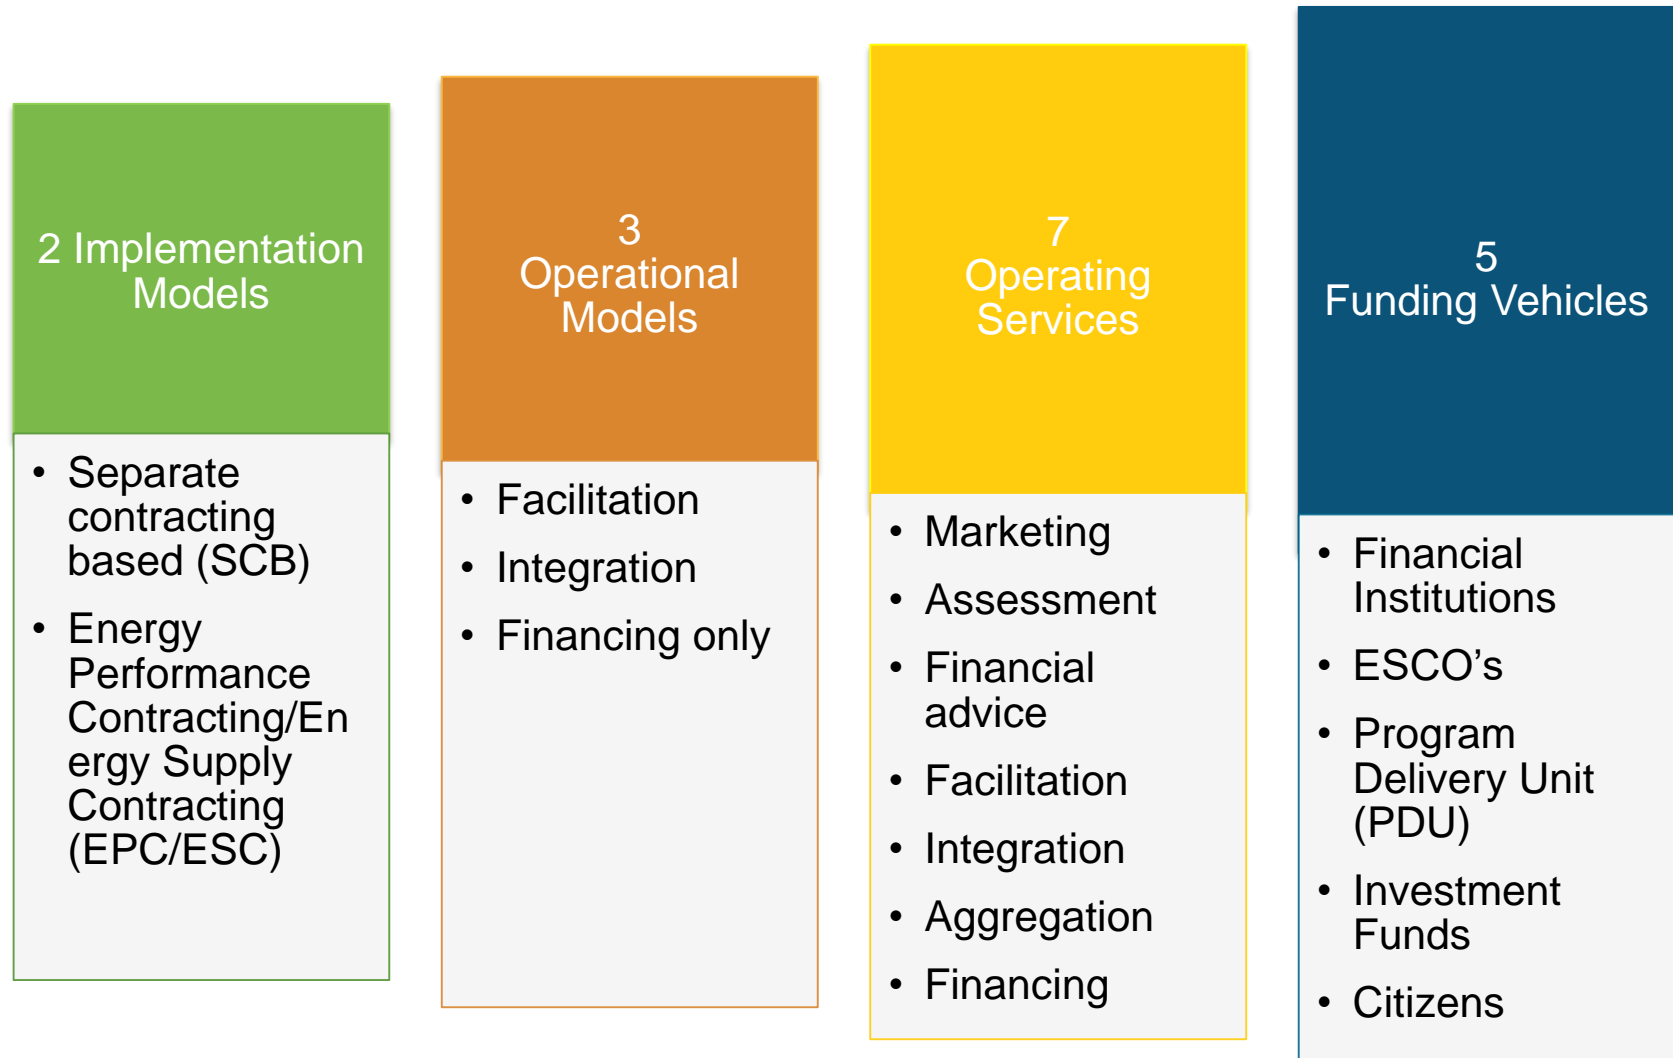 2 Implementation
Models
• Separate
contracting
based (SCB)
• Energy
Performance
Contracting/En
ergy Supply
Contracting
(EPC/ESC)
3
Operational
Models
• Facilitation
• Integration
• Financing only
7
Operating
Services
• Marketing
• Assessment
• Financial
advice
• Facilitation
• Integration
• Aggregation
• Financing
5
Funding Vehicles
• Financial
Institutions
• ESCO’s
• Program
Delivery Unit
(PDU)
• Investment
Funds
• Citizens